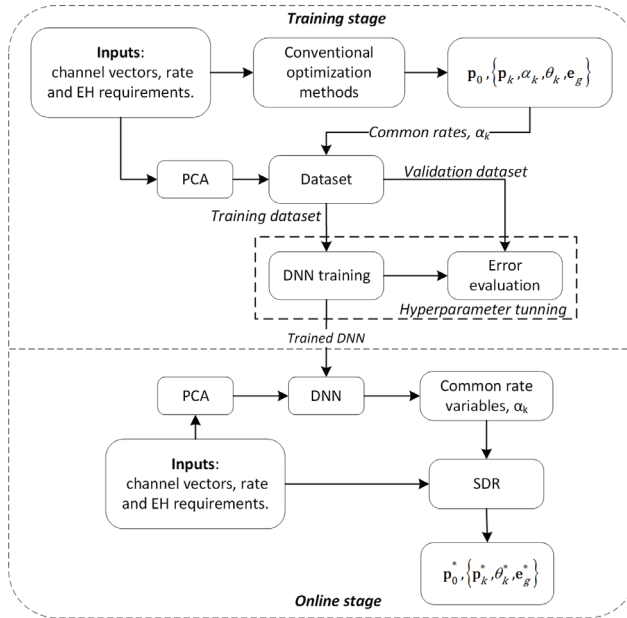 Training stage
Inputs:
channel vectors, rate
and EH requirements.
Conventional
optimization
methods
p₀,{pₖ,αₖ,θₖ,e_g}
Common rates, αₖ
PCA
Dataset
Validation dataset
Training dataset
DNN training
Error
evaluation
Hyperparameter tunning
Trained DNN
PCA
DNN
Common rate
variables, αₖ
Inputs:
channel vectors, rate
and EH requirements.
SDR
p₀*,{pₖ*,θₖ*,e_g*}
Online stage